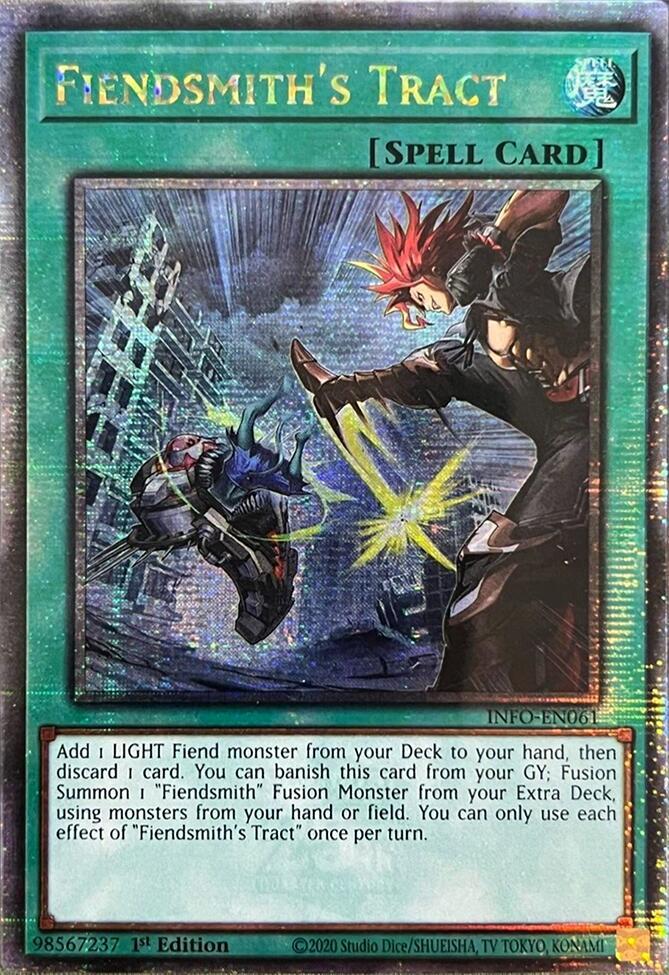 FIENDSMITH'S TRACT
SPELL
魔
[SPELL CARD]
INFO-EN061
Add 1 LIGHT Fiend monster from your Deck to your hand, then
discard 1 card. You can banish this card from your GY; Fusion
Summon 1 "Fiendsmith" Fusion Monster from your Extra Deck,
using monsters from your hand or field. You can only use each
effect of "Fiendsmith's Tract" once per turn.
98567237 1st Edition ©2020 Studio Dice/SHUEISHA, TV TOKYO, KONAMI